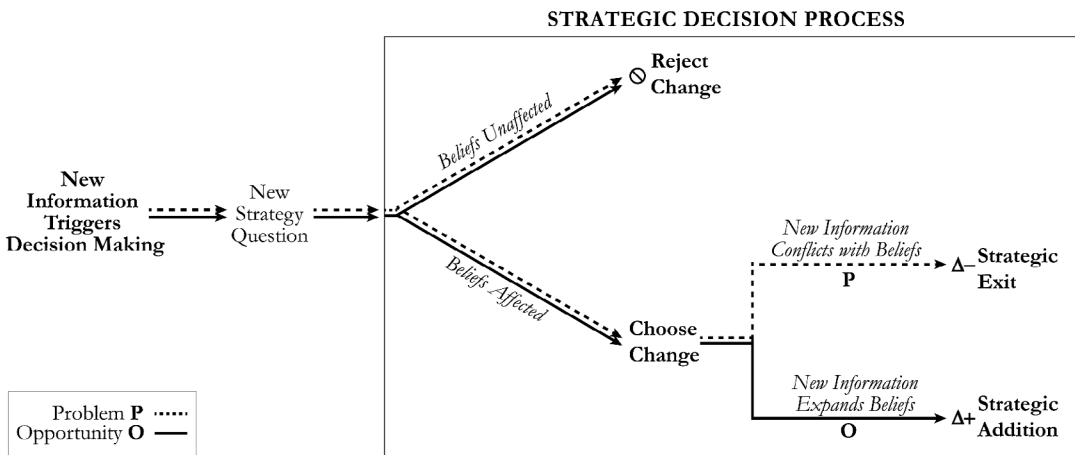 STRATEGIC DECISION PROCESS
Reject
Change
Beliefs Unaffected
New
Information
Triggers
Decision Making
New
Strategy
Question
Beliefs Affected
New Information
Conflicts with Beliefs
P
Δ– Strategic
Exit
Choose
Change
New Information
Expands Beliefs
O
Δ+ Strategic
Addition
Problem P
Opportunity O